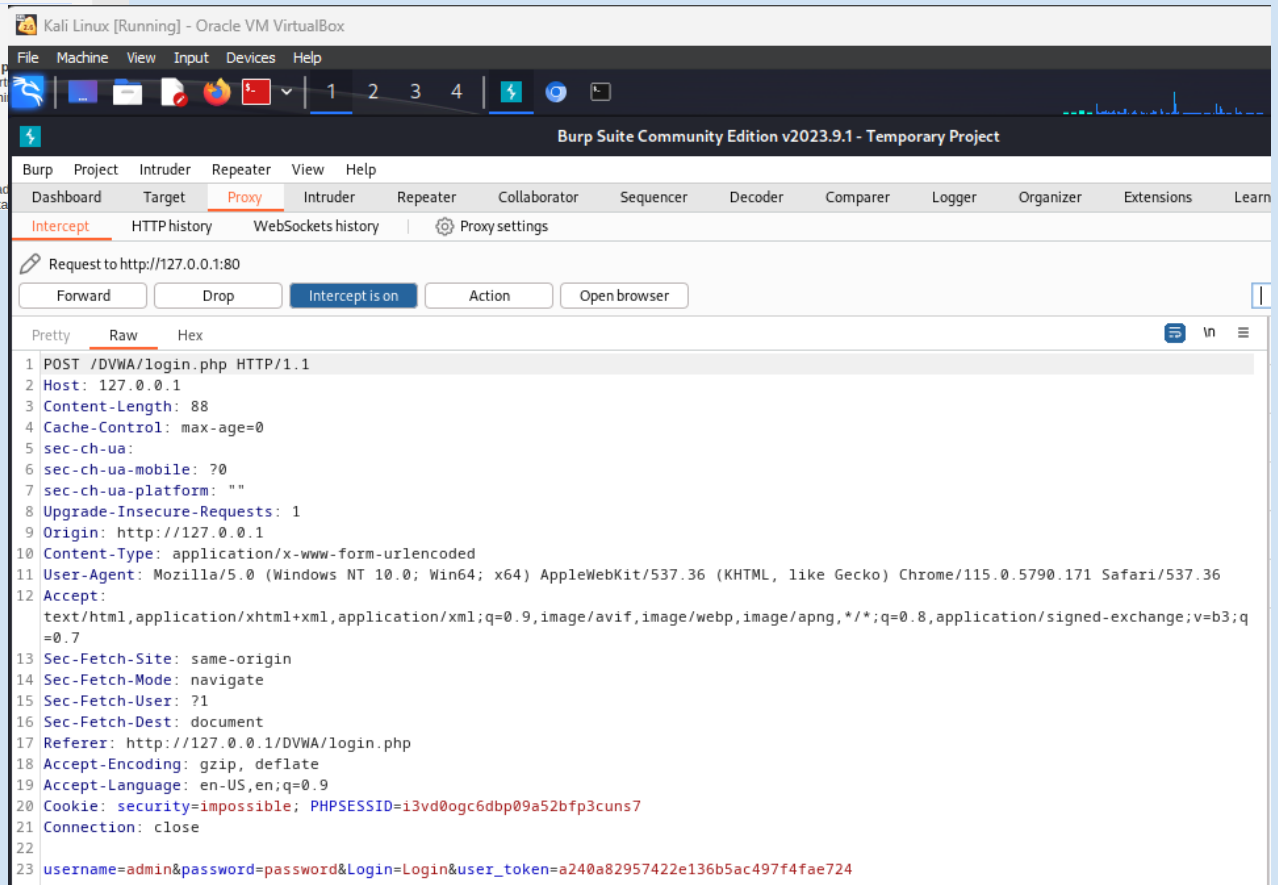 Kali Linux [Running] - Oracle VM VirtualBox
File Machine View Input Devices Help
1 2 3 4
Burp Suite Community Edition v2023.9.1 - Temporary Project
Burp Project Intruder Repeater View Help
Dashboard Target Proxy Intruder Repeater Collaborator Sequencer Decoder Comparer Logger Organizer Extensions Learn
Intercept HTTP history WebSockets history Proxy settings
Request to http://127.0.0.1:80
Forward Drop Intercept is on Action Open browser
Pretty Raw Hex \n
1 POST /DVWA/login.php HTTP/1.1
2 Host: 127.0.0.1
3 Content-Length: 88
4 Cache-Control: max-age=0
5 sec-ch-ua:
6 sec-ch-ua-mobile: ?0
7 sec-ch-ua-platform: ""
8 Upgrade-Insecure-Requests: 1
9 Origin: http://127.0.0.1
10 Content-Type: application/x-www-form-urlencoded
11 User-Agent: Mozilla/5.0 (Windows NT 10.0; Win64; x64) AppleWebKit/537.36 (KHTML, like Gecko) Chrome/115.0.5790.171 Safari/537.36
12 Accept:
text/html,application/xhtml+xml,application/xml;q=0.9,image/avif,image/webp,image/apng,*/*;q=0.8,application/signed-exchange;v=b3;q
=0.7
13 Sec-Fetch-Site: same-origin
14 Sec-Fetch-Mode: navigate
15 Sec-Fetch-User: ?1
16 Sec-Fetch-Dest: document
17 Referer: http://127.0.0.1/DVWA/login.php
18 Accept-Encoding: gzip, deflate
19 Accept-Language: en-US,en;q=0.9
20 Cookie: security=impossible; PHPSESSID=i3vd0ogc6dbp09a52bfp3cuns7
21 Connection: close
22
23 username=admin&password=password&Login=Login&user_token=a240a82957422e136b5ac497f4fae724